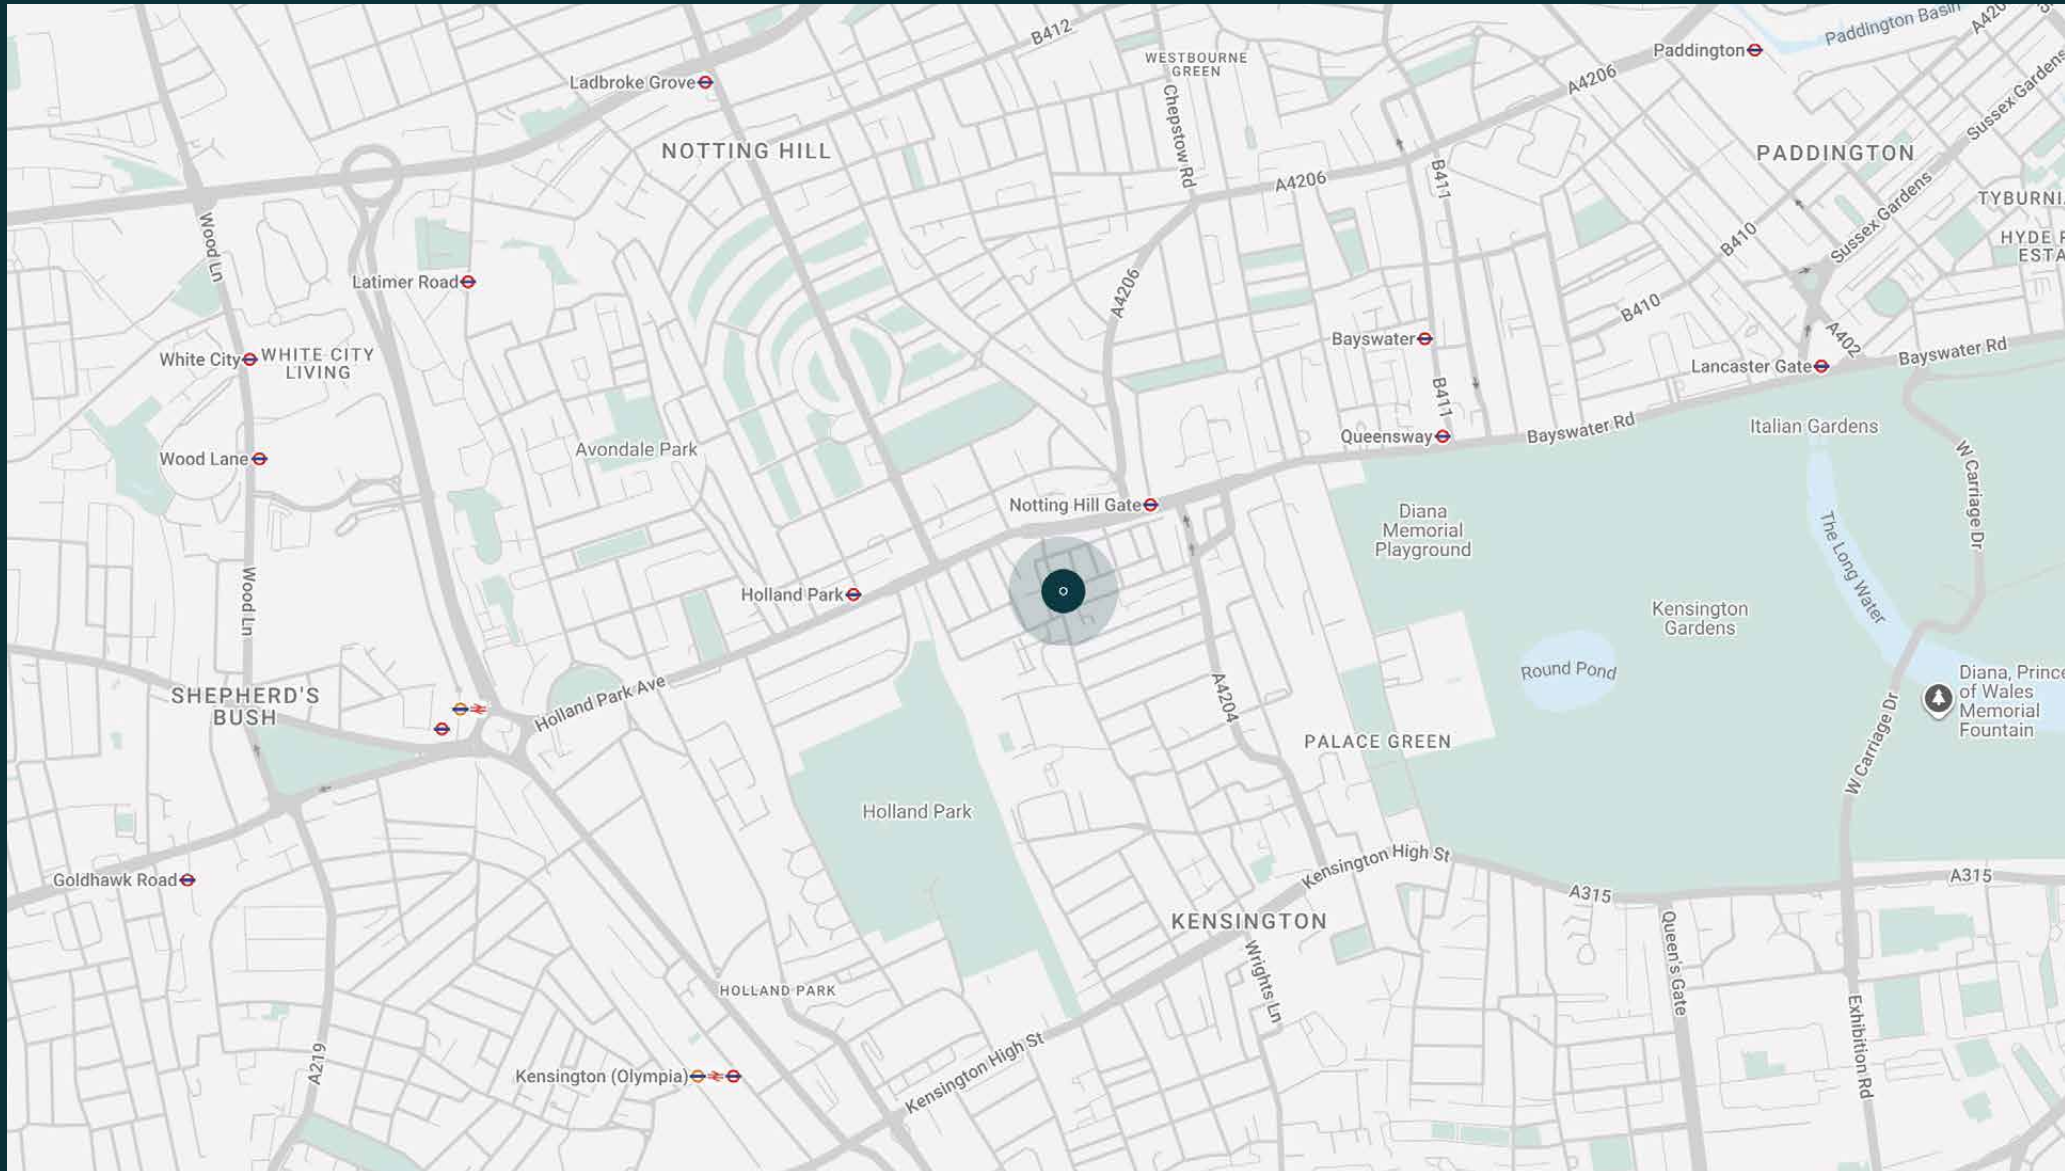 B412
WESTBOURNE
GREEN
Paddington
Paddington Basin
Ladbroke Grove
A4206
Chepstow Rd
Sussex Gardens
NOTTING HILL
PADDINGTON
A4206
B411
TYBURNI
Wood Ln
B410
Sussex Gardens
HYDE P
ESTA
Latimer Road
A4206
B410
Bayswater
White City
WHITE CITY
LIVING
A402
Bayswater Rd
Lancaster Gate
B411
Avondale Park
Queensway
Bayswater Rd
Italian Gardens
Wood Lane
W Carriage Dr
Notting Hill Gate
Diana
Memorial
Playground
The Long Water
Wood Ln
Holland Park
Kensington
Gardens
Round Pond
SHEPHERD'S
BUSH
Holland Park Ave
A4204
Diana, Prince
of Wales
Memorial
Fountain
PALACE GREEN
W Carriage Dr
Holland Park
Kensington High St
Goldhawk Road
A315
A315
KENSINGTON
Wrights Ln
Queen's Gate
HOLLAND PARK
Exhibition Rd
A219
Kensington (Olympia)
Kensington High St